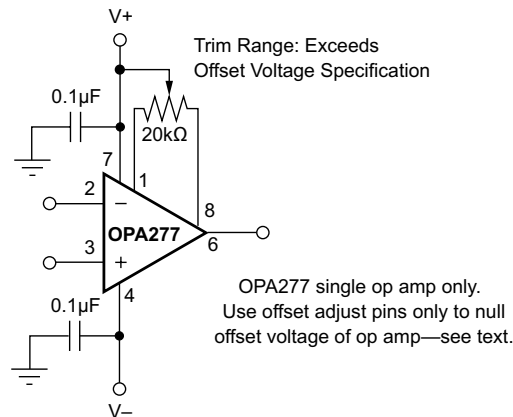 V+
Trim Range: Exceeds
Offset Voltage Specification
0.1µF
20kΩ
7
1
2
–
8
OPA277
6
3
+
4
0.1µF
OPA277 single op amp only.
Use offset adjust pins only to null
offset voltage of op amp—see text.
V–